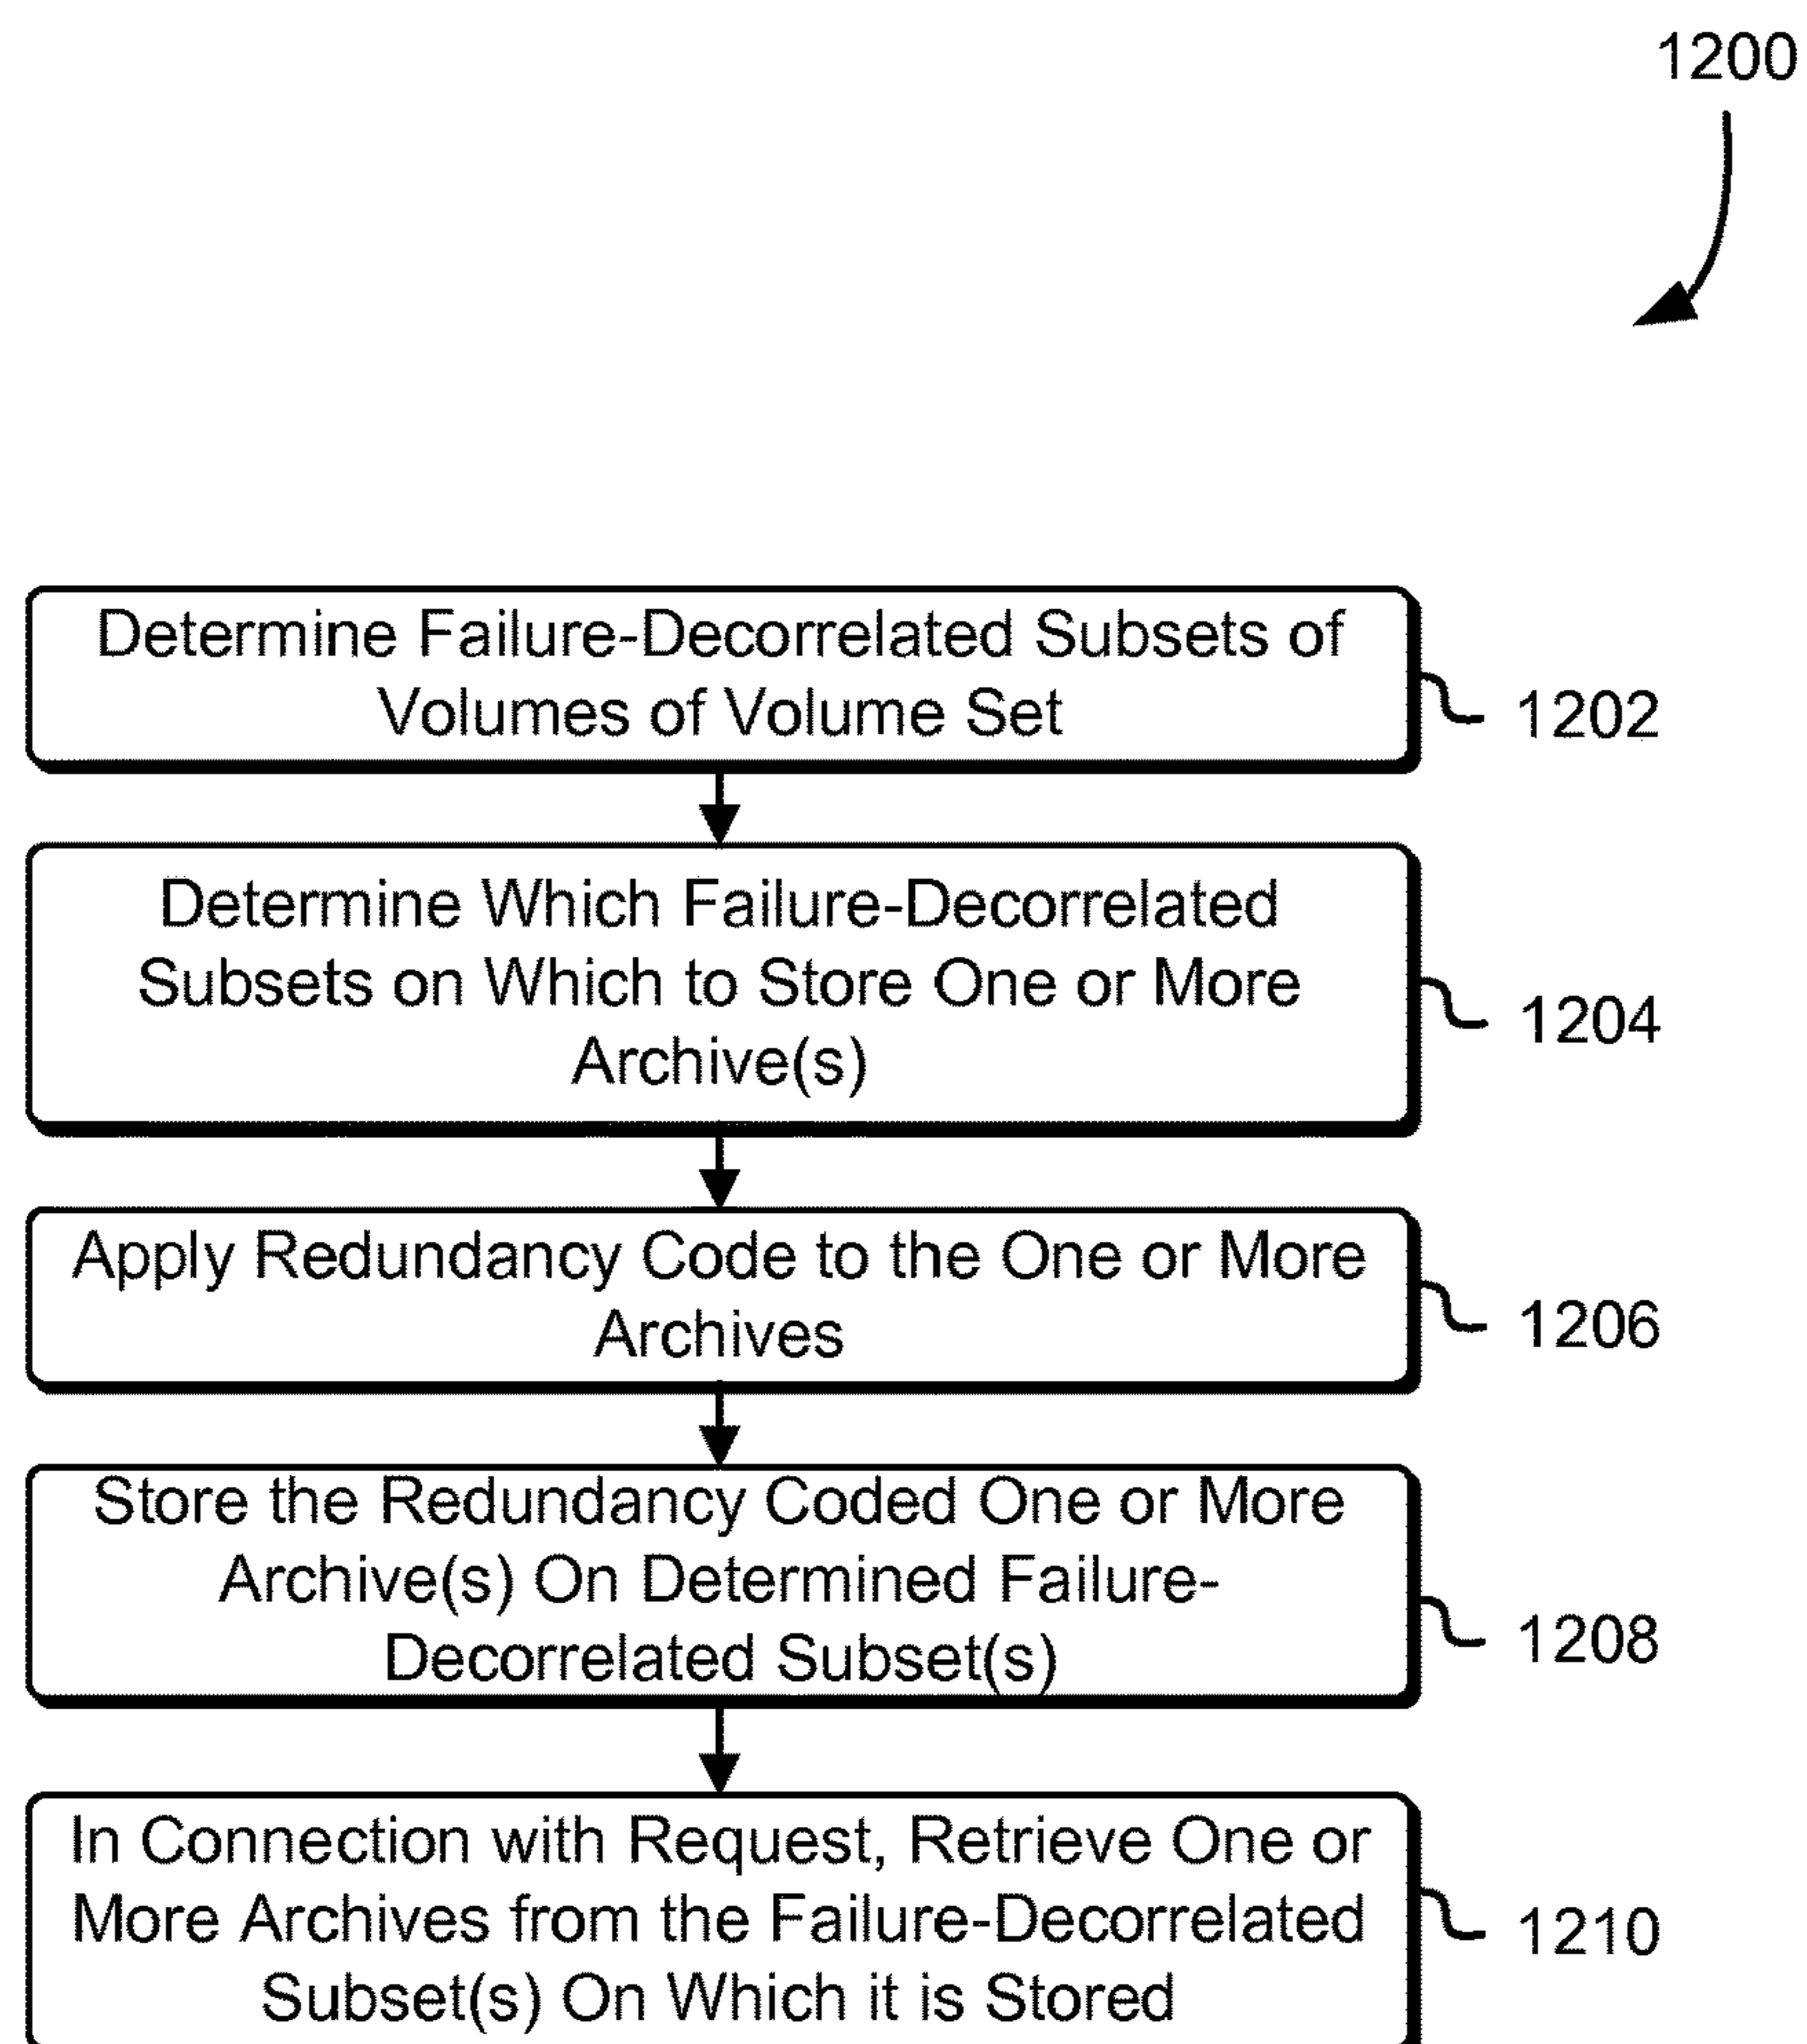 1200
Determine Failure-Decorrelated Subsets of
Volumes of Volume Set
1202
Determine Which Failure-Decorrelated
Subsets on Which to Store One or More
Archive(s)
1204
Apply Redundancy Code to the One or More
Archives
1206
Store the Redundancy Coded One or More
Archive(s) On Determined Failure-
Decorrelated Subset(s)
1208
In Connection with Request, Retrieve One or
More Archives from the Failure-Decorrelated
Subset(s) On Which it is Stored
1210